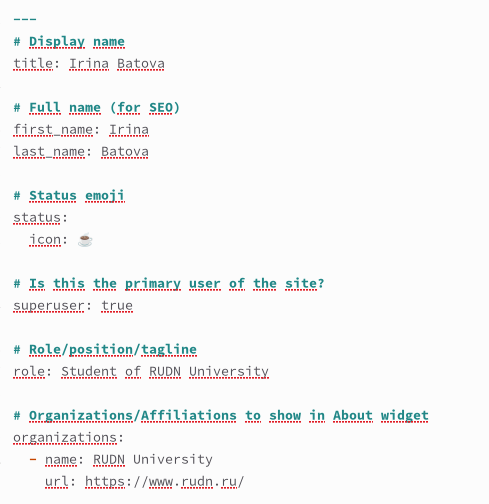 ---
# Display name
title: Irina Batova
# Full name (for SEO)
first_name: Irina
last_name: Batova
# Status emoji
status:
icon: ☕
# Is this the primary user of the site?
superuser: true
# Role/position/tagline
role: Student of RUDN University
# Organizations/Affiliations to show in About widget
organizations:
- name: RUDN University
url: https://www.rudn.ru/